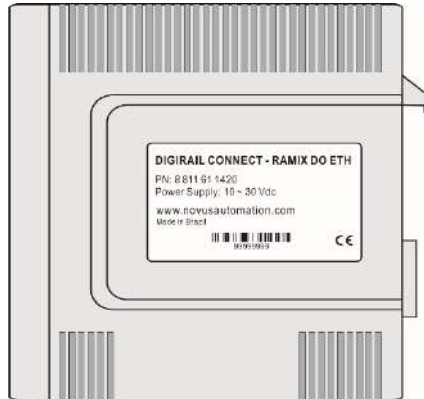 DIGIRAIL CONNECT - RAMIX DO ETH
PN: 8 811 61 1420
Power Supply: 10 ~ 30 Vdc
www.novusautomation.com
Made in Brazil
99999999
CE